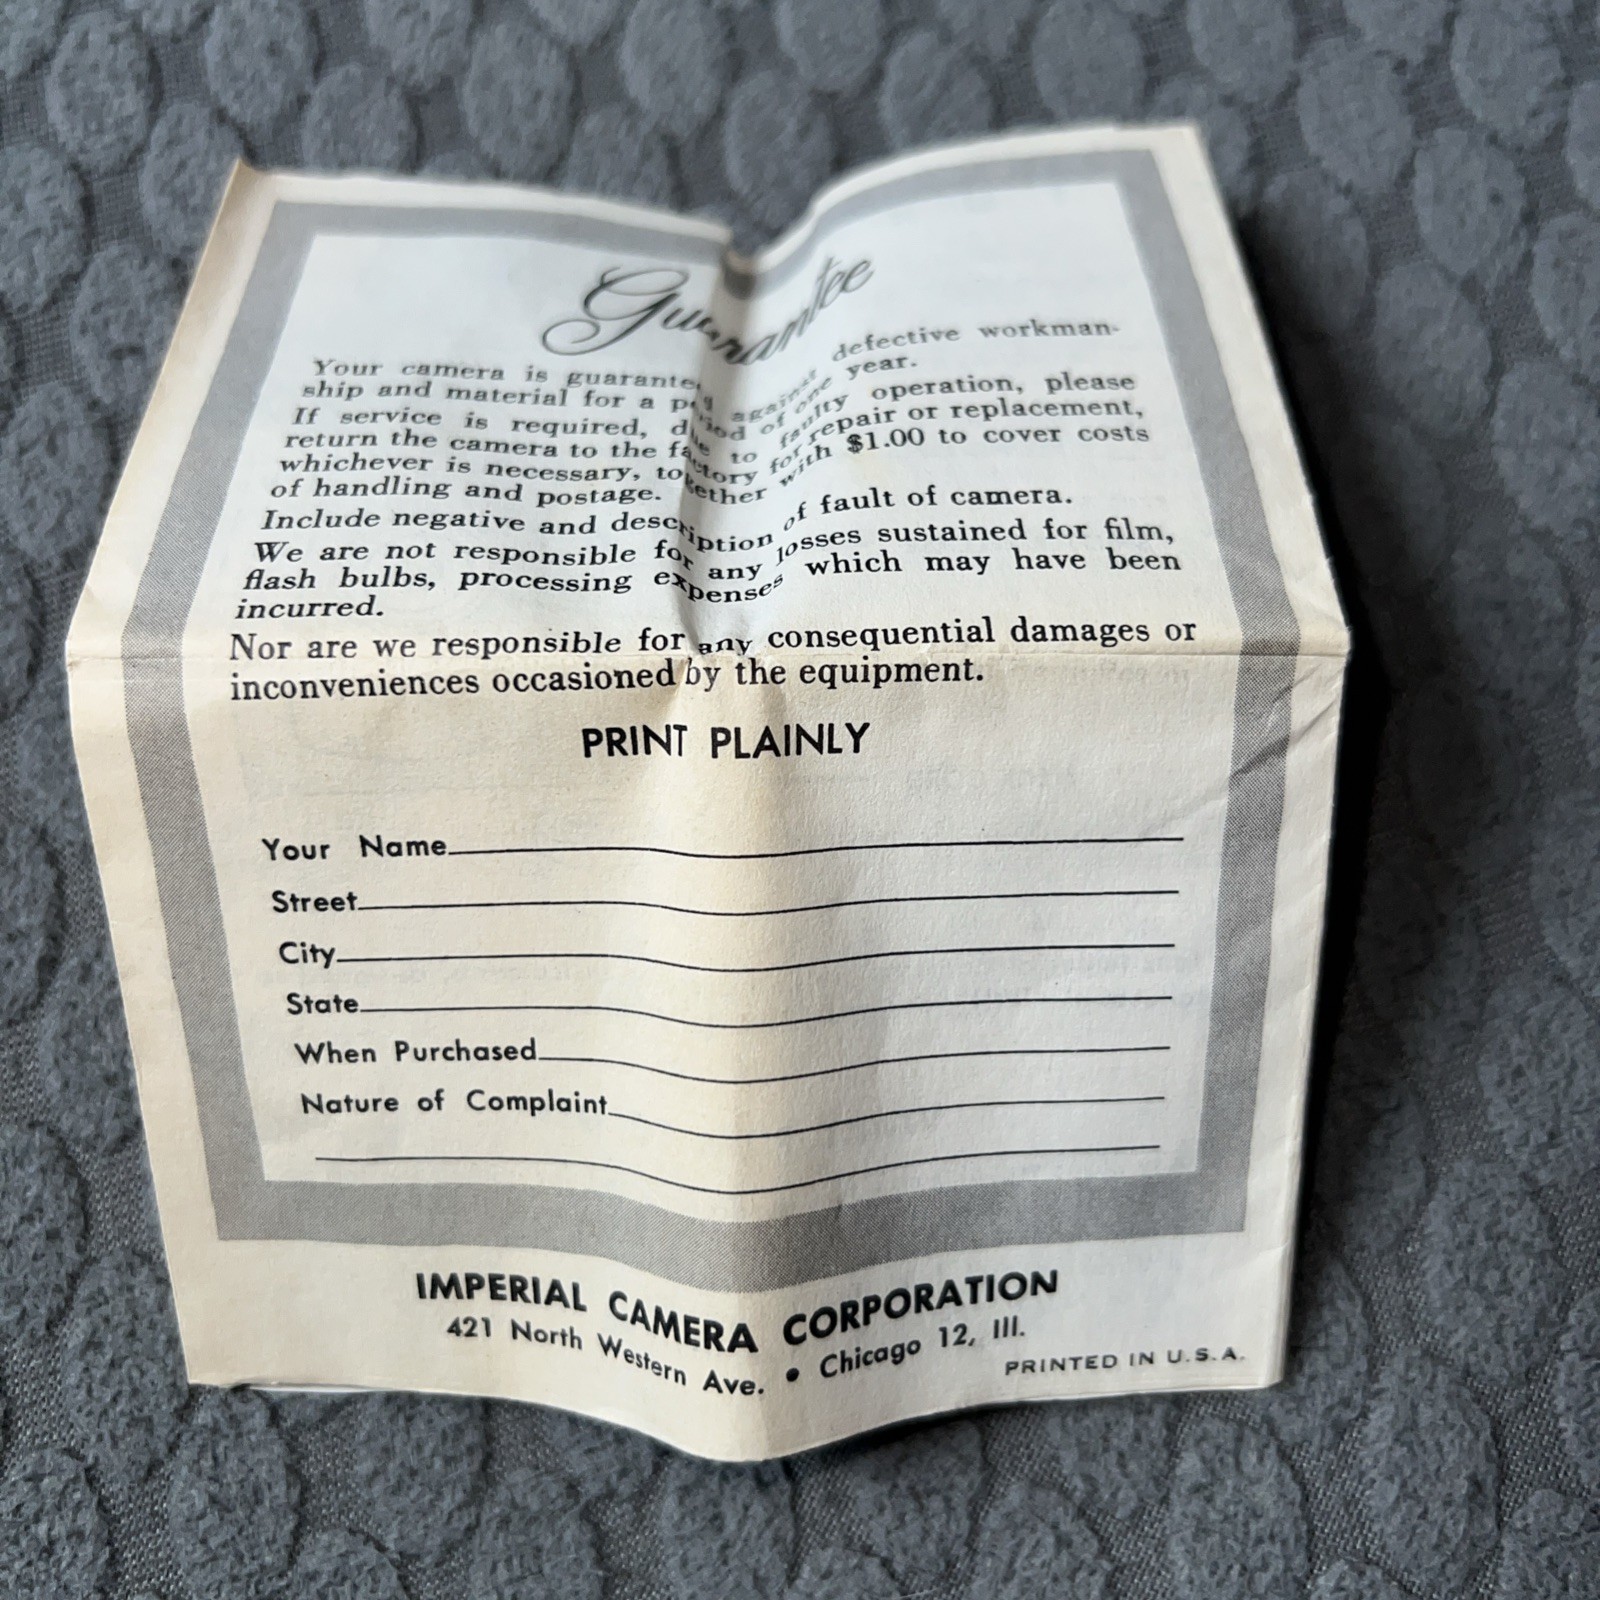 Guarantee
Your camera is guaranteed against defective workman-
ship and material for a period of one year.
If service is required, due to faulty operation, please
return the camera to the factory for repair or replacement,
whichever is necessary, together with $1.00 to cover costs
of handling and postage.
Include negative and description of fault of camera.
We are not responsible for any losses sustained for film,
flash bulbs, processing expenses which may have been
incurred.
Nor are we responsible for any consequential damages or
inconveniences occasioned by the equipment.
PRINT PLAINLY
Your Name
Street
City
State
When Purchased
Nature of Complaint
IMPERIAL CAMERA CORPORATION
421 North Western Ave. • Chicago 12, Ill.
PRINTED IN U.S.A.